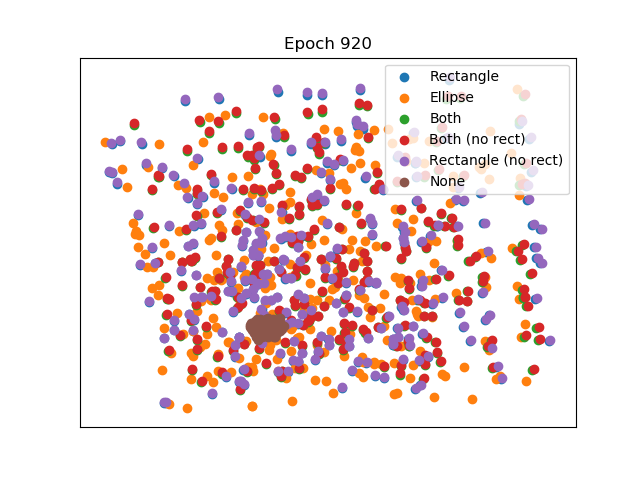 Epoch 920
Rectangle
Ellipse
Both
Both (no rect)
Rectangle (no rect)
None